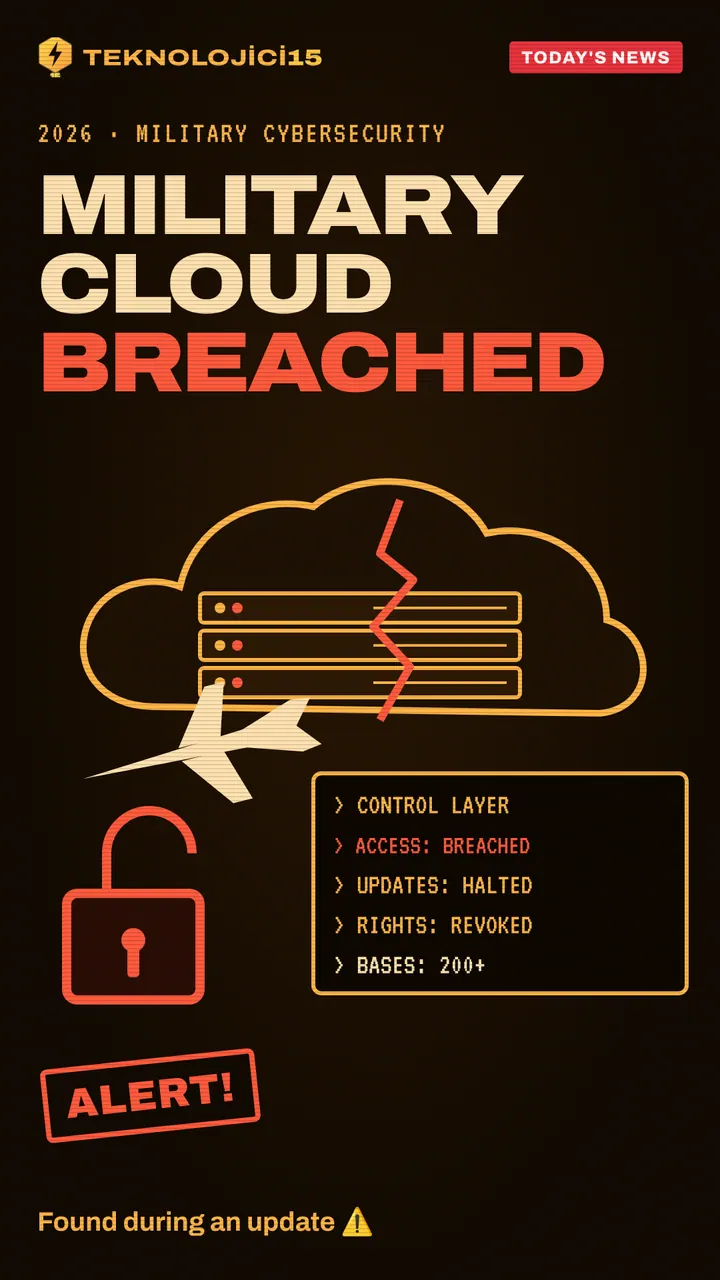 TEKNOLOJİCİ15
TODAY'S NEWS
2026 · MILITARY CYBERSECURITY
MILITARY
CLOUD
BREACHED
> CONTROL LAYER
> ACCESS: BREACHED
> UPDATES: HALTED
> RIGHTS: REVOKED
> BASES: 200+
ALERT!
Found during an update ⚠️